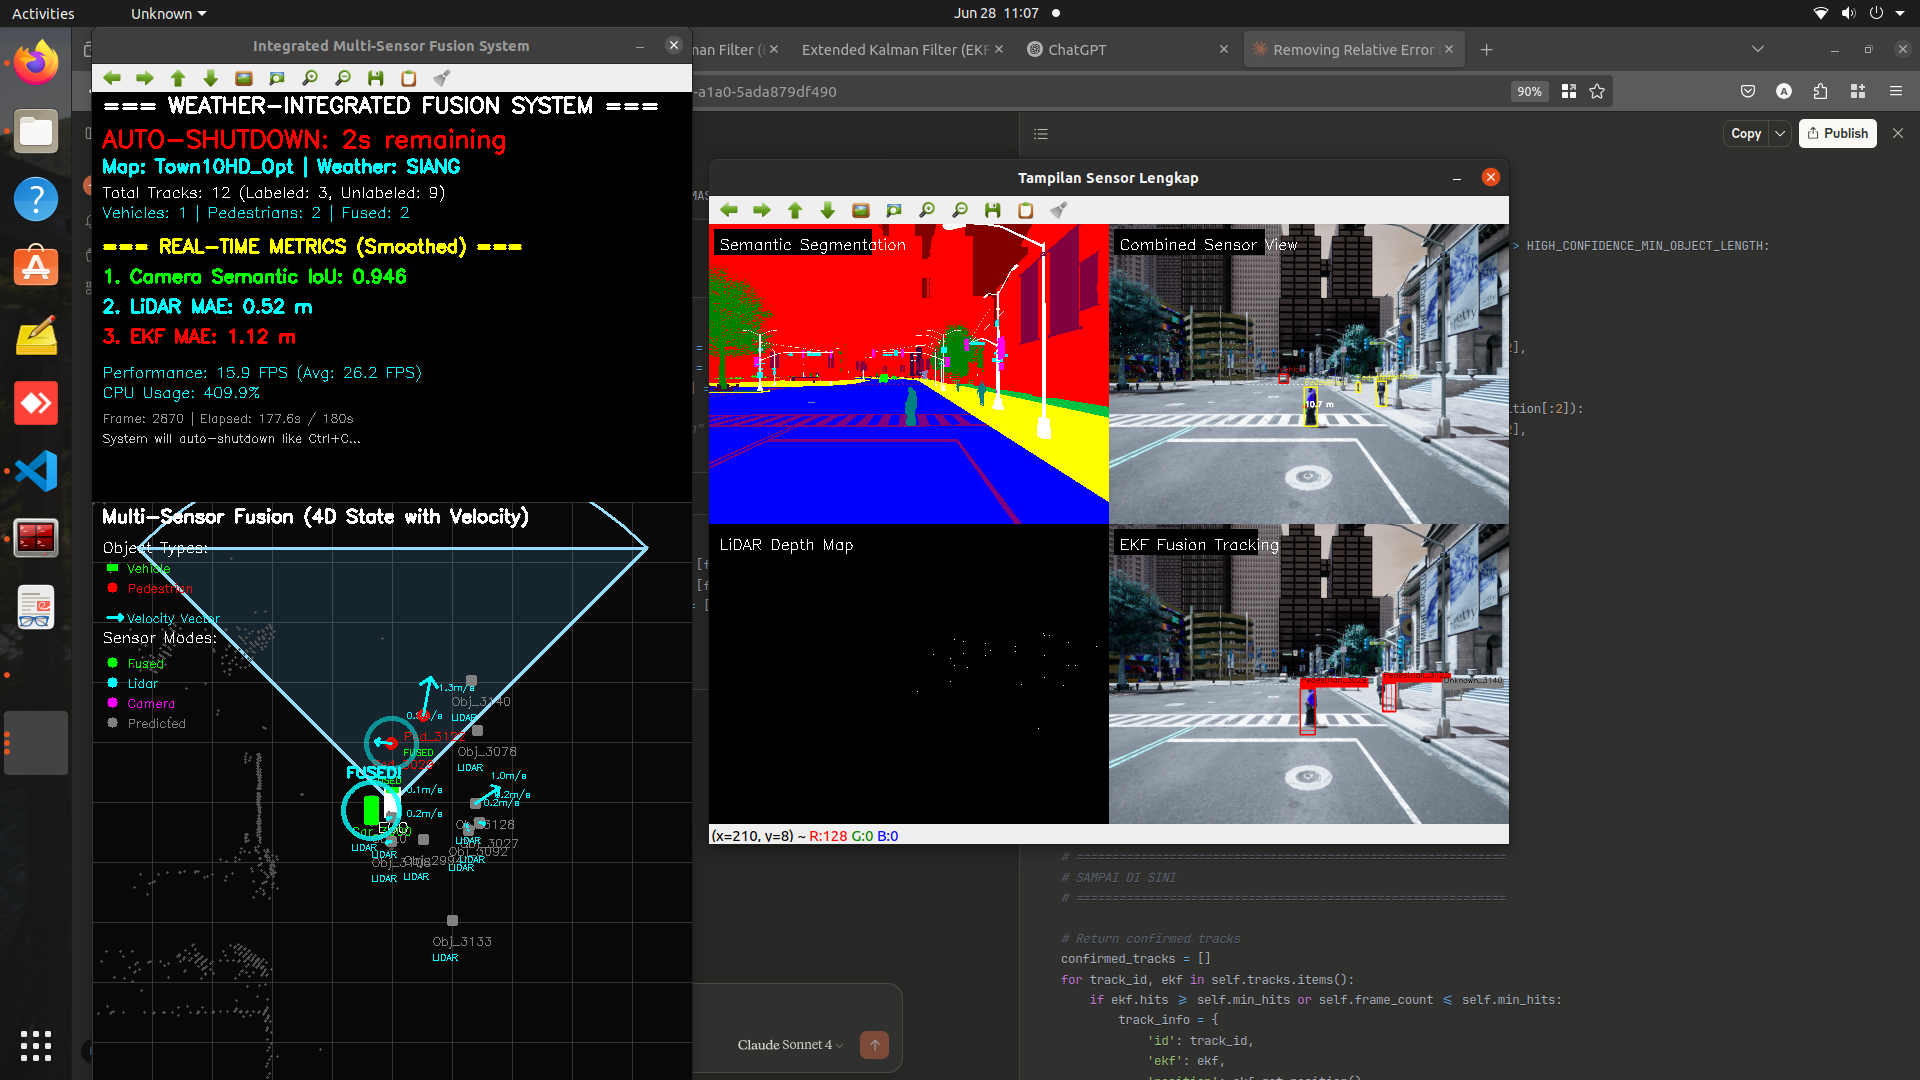 Activities
Unknown
Jun 28 11:07
Integrated Multi-Sensor Fusion System
man Filter (E
Extended Kalman Filter (EKF
ChatGPT
Removing Relative Error
-a1a0-5ada879df490
90%
Copy
Publish
=== WEATHER-INTEGRATED FUSION SYSTEM ===
AUTO-SHUTDOWN: 2s remaining
Map: Town10HD_Opt | Weather: SIANG
Total Tracks: 12 (Labeled: 3, Unlabeled: 9)
Vehicles: 1 | Pedestrians: 2 | Fused: 2
=== REAL-TIME METRICS (Smoothed) ===
1. Camera Semantic IoU: 0.946
2. LiDAR MAE: 0.52 m
3. EKF MAE: 1.12 m
Performance: 15.9 FPS (Avg: 26.2 FPS)
CPU Usage: 409.9%
Frame: 2870 | Elapsed: 177.6s / 180s
System will auto-shutdown like Ctrl+C...
Multi-Sensor Fusion (4D State with Velocity)
Object Types:
Vehicle
Pedestrian
Velocity Vector
Sensor Modes:
Fused
Lidar
Camera
Predicted
1.3m/s
Obj_3140
LIDAR
Ped_3122
FUSED
Obj_3078
LIDAR
FUSED!
1.0m/s
0.1m/s
0.2m/s
0.2m/s
0.2m/s
EGO
Obj_3128
LIDAR
Obj_3027
LIDAR
Obj_3092
LIDAR
LIDAR
LIDAR
Obj_2994
LIDAR
LIDAR
Obj_3133
LIDAR
Tampilan Sensor Lengkap
Semantic Segmentation
Combined Sensor View
10.7 m
LiDAR Depth Map
EKF Fusion Tracking
Pedestrian_3029
Pedestrian_3122
Unknown_3140
(x=210, y=8) ~ R:128 G:0 B:0
> HIGH_CONFIDENCE_MIN_OBJECT_LENGTH:
tion[:2]):
# ============================================================
# SAMPAI DI SINI
# ============================================================
# Return confirmed tracks
confirmed_tracks = []
for track_id, ekf in self.tracks.items():
if ekf.hits ≥ self.min_hits or self.frame_count ≤ self.min_hits:
track_info = {
'id': track_id,
'ekf': ekf,
Claude Sonnet 4